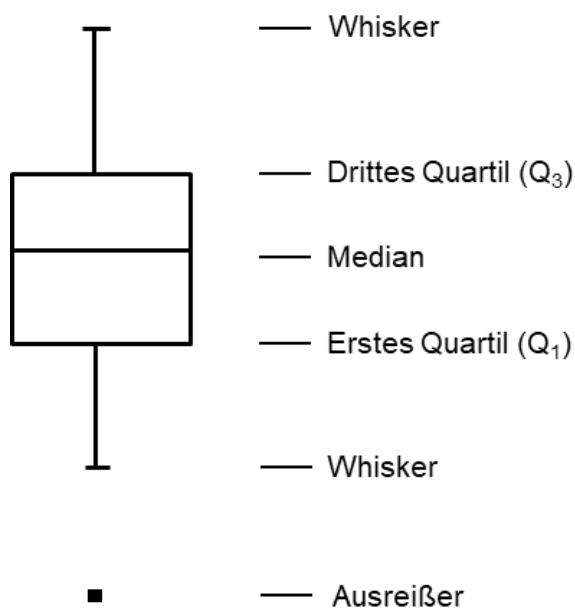 Whisker
Drittes Quartil (Q₃)
Median
Erstes Quartil (Q₁)
Whisker
Ausreißer